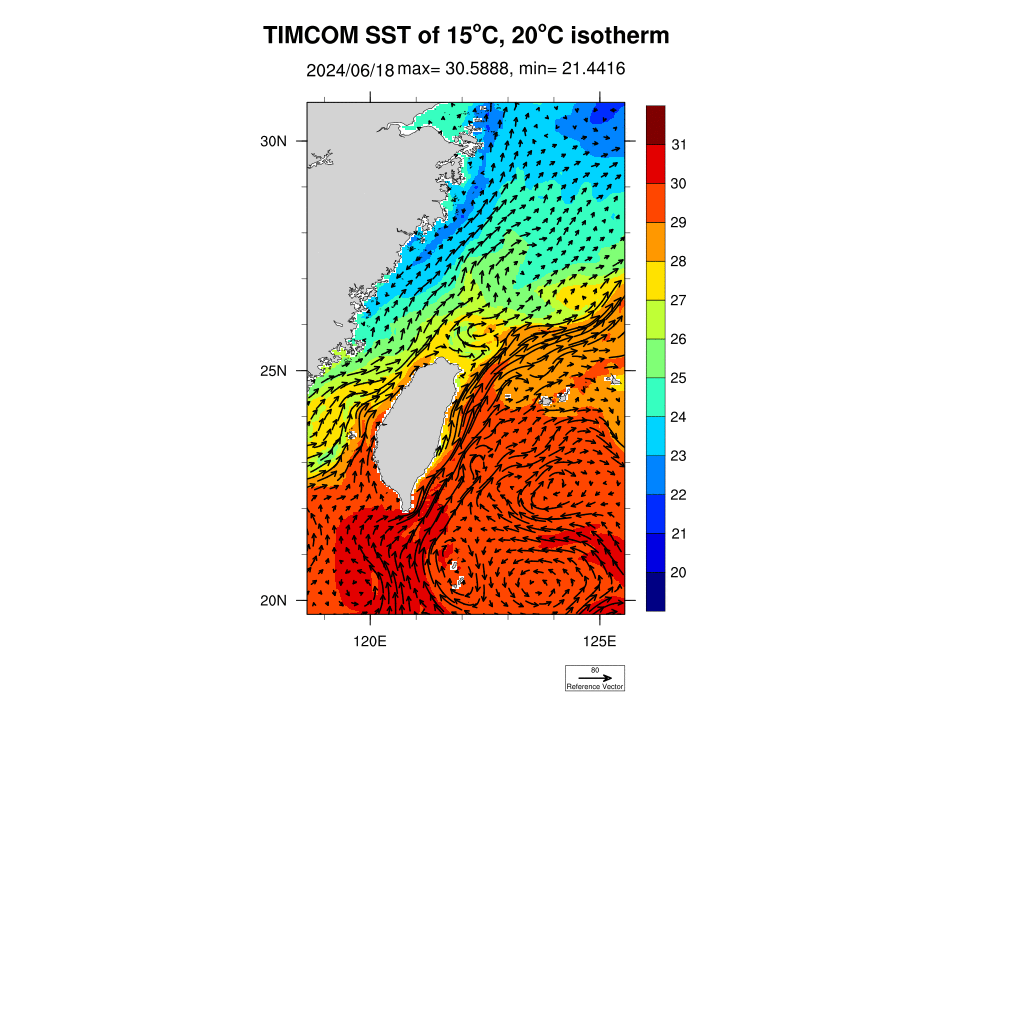 TIMCOM SST of 15°C, 20°C isotherm
2024/06/18 max= 30.5888, min= 21.4416
30N
25N
20N
120E
125E
31
30
29
28
27
26
25
24
23
22
21
20
80
Reference Vector